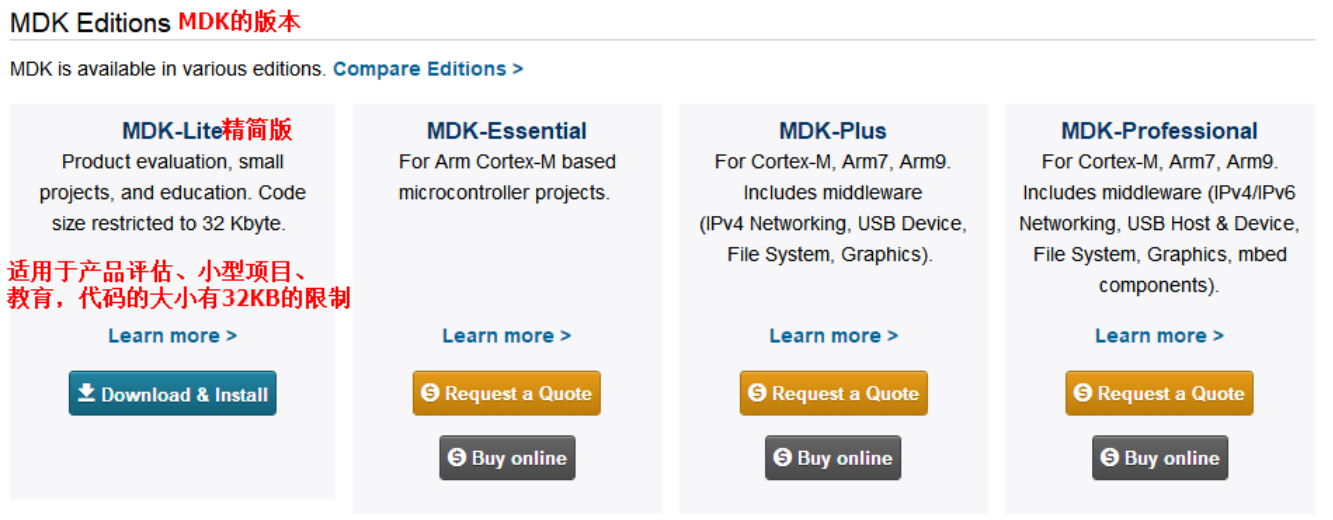 MDK Editions MDK的版本
MDK is available in various editions. Compare Editions >
MDK-Lite精简版
Product evaluation, small
projects, and education. Code
size restricted to 32 Kbyte.
适用于产品评估、小型项目、
教育，代码的大小有32KB的限制
Learn more >
Download & Install
MDK-Essential
For Arm Cortex-M based
microcontroller projects.
Learn more >
Request a Quote
Buy online
MDK-Plus
For Cortex-M, Arm7, Arm9.
Includes middleware
(IPv4 Networking, USB Device,
File System, Graphics).
Learn more >
Request a Quote
Buy online
MDK-Professional
For Cortex-M, Arm7, Arm9.
Includes middleware (IPv4/IPv6
Networking, USB Host & Device,
File System, Graphics, mbed
components).
Learn more >
Request a Quote
Buy online